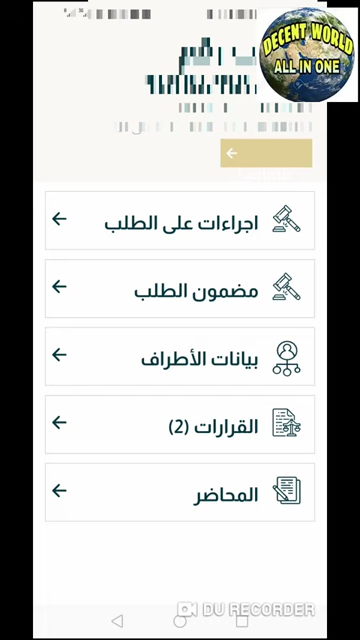 DECENT WORLD
ALL IN ONE
اجراءات على الطلب
مضمون الطلب
بيانات الأطراف
القرارات (2)
المحاضر
DU RECORDER